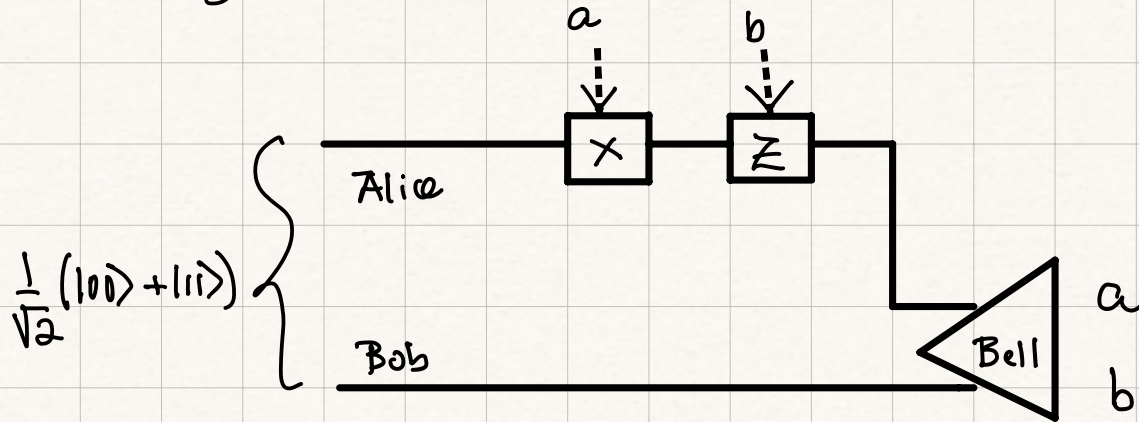 a
b
X
Z
Alice
1/√2 (|00⟩ + |11⟩)
Bob
Bell
a
b